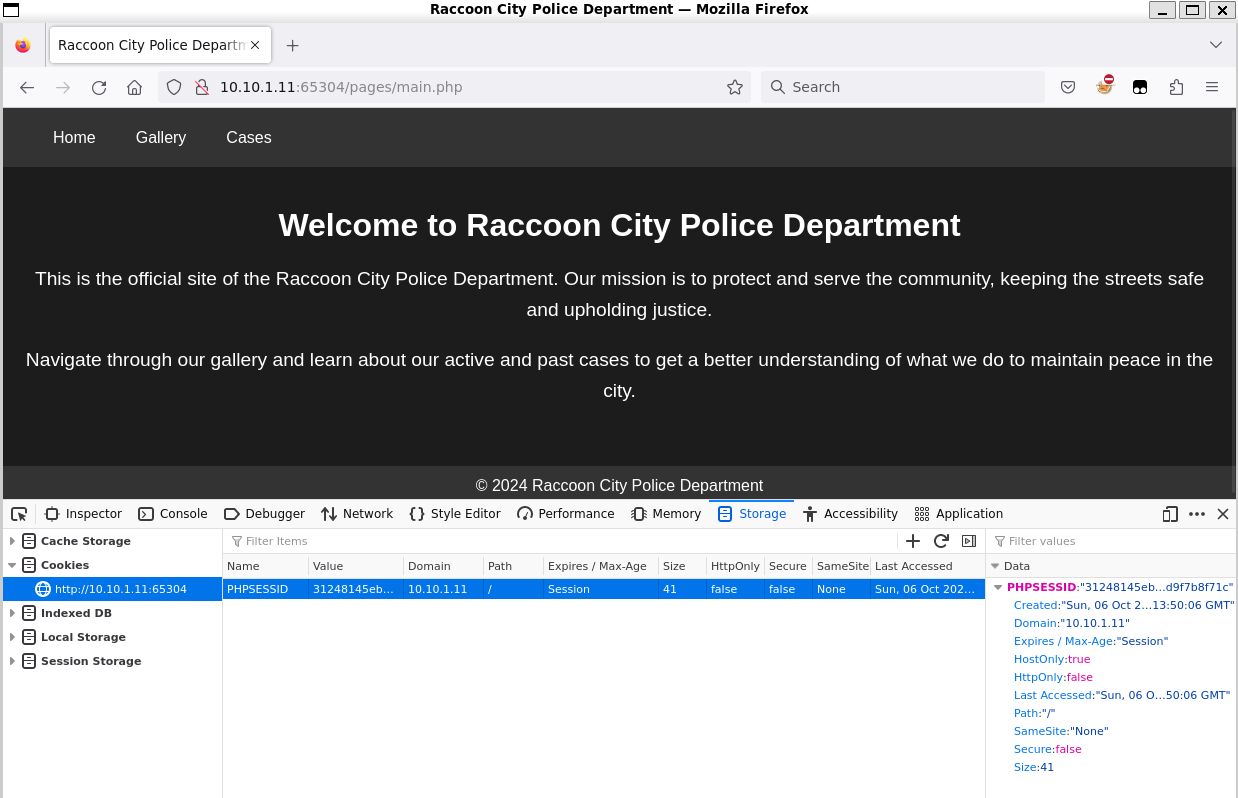 Raccoon City Police Department — Mozilla Firefox
Raccoon City Police Departm
10.10.1.11:65304/pages/main.php
Search
Home Gallery Cases
Welcome to Raccoon City Police Department
This is the official site of the Raccoon City Police Department. Our mission is to protect and serve the community, keeping the streets safe
and upholding justice.
Navigate through our gallery and learn about our active and past cases to get a better understanding of what we do to maintain peace in the
city.
© 2024 Raccoon City Police Department
Inspector Console Debugger Network Style Editor Performance Memory Storage Accessibility Application
Cache Storage
Cookies
http://10.10.1.11:65304
Indexed DB
Local Storage
Session Storage
Filter Items
Name Value Domain Path Expires / Max-Age Size HttpOnly Secure SameSite Last Accessed
PHPSESSID 31248145eb... 10.10.1.11 / Session 41 false false None Sun, 06 Oct 202...
Filter values
Data
PHPSESSID:"31248145eb...d9f7b8f71c"
Created:"Sun, 06 Oct 2...13:50:06 GMT"
Domain:"10.10.1.11"
Expires / Max-Age:"Session"
HostOnly:true
HttpOnly:false
Last Accessed:"Sun, 06 O...50:06 GMT"
Path:"/"
SameSite:"None"
Secure:false
Size:41